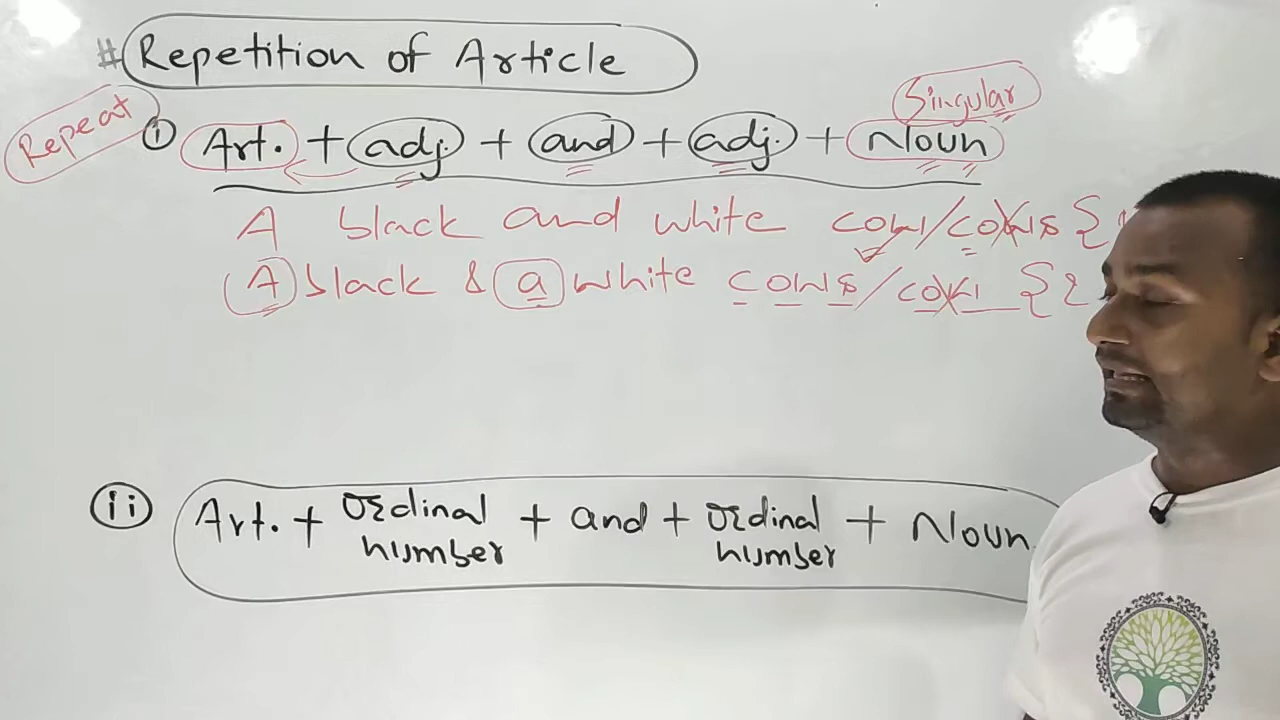 # Repetition of Article
Singular
Repeat
(i) Art. + adj. + and + adj. + Noun
A black and white cow/cows {
A black & a white cows/cow {2
(ii) Art. + ordinal number + and + ordinal number + Noun